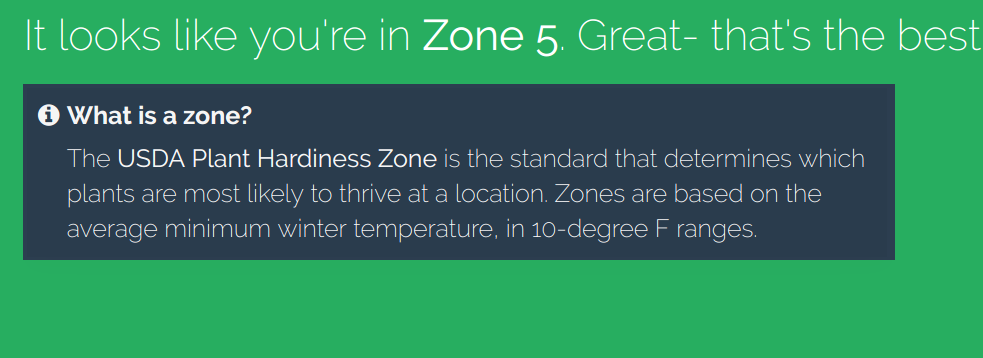 It looks like you're in Zone 5. Great- that's the best
What is a zone?
The USDA Plant Hardiness Zone is the standard that determines which
plants are most likely to thrive at a location. Zones are based on the
average minimum winter temperature, in 10-degree F ranges.